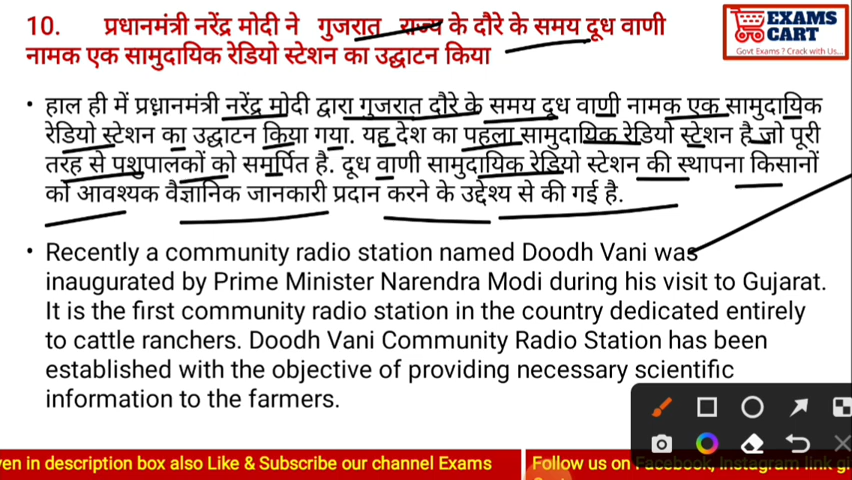 10. प्रधानमंत्री नरेंद्र मोदी ने गुजरात राज्य के दौरे के समय दूध वाणी
नामक एक सामुदायिक रेडियो स्टेशन का उद्घाटन किया
EXAMS
CART
Govt Exams ? Crack with Us...
• हाल ही में प्रधानमंत्री नरेंद्र मोदी द्वारा गुजरात दौरे के समय दूध वाणी नामक एक सामुदायिक
रेडियो स्टेशन का उद्घाटन किया गया. यह देश का पहला सामुदायिक रेडियो स्टेशन है जो पूरी
तरह से पशुपालकों को समर्पित है. दूध वाणी सामुदायिक रेडियो स्टेशन की स्थापना किसानों
को आवश्यक वैज्ञानिक जानकारी प्रदान करने के उद्देश्य से की गई है.
• Recently a community radio station named Doodh Vani was
inaugurated by Prime Minister Narendra Modi during his visit to Gujarat.
It is the first community radio station in the country dedicated entirely
to cattle ranchers. Doodh Vani Community Radio Station has been
established with the objective of providing necessary scientific
information to the farmers.
en in description box also Like & Subscribe our channel Exams
Follow us on Facebook, Instagram link gi